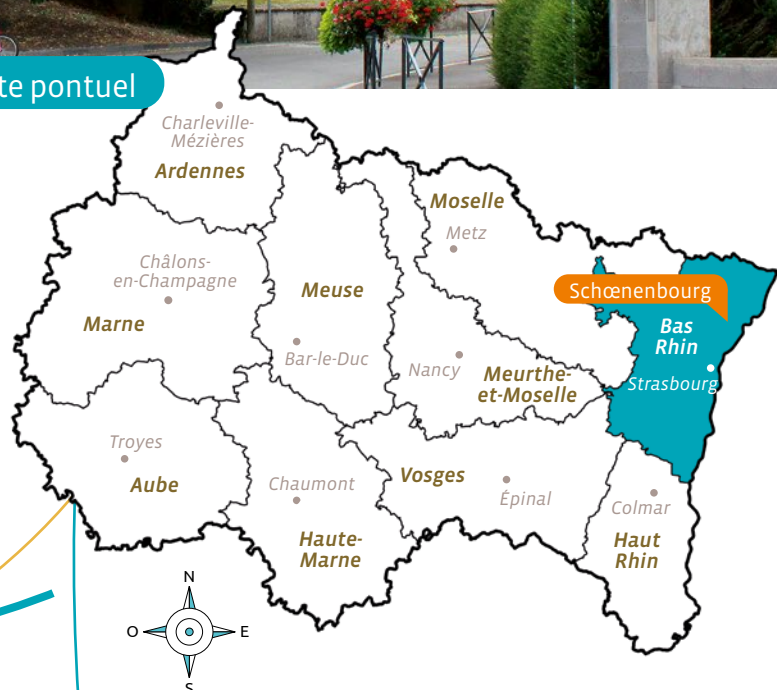 te pontuel
Charleville-
Mézières
Ardennes
Moselle
Metz
Châlons-
en-Champagne
Marne
Meuse
Bar-le-Duc
Schœnenbourg
Bas
Rhin
Strasbourg
Nancy
Meurthe-
et-Moselle
Troyes
Aube
Chaumont
Haute-
Marne
Vosges
Épinal
Colmar
Haut
Rhin
N
O
E
S